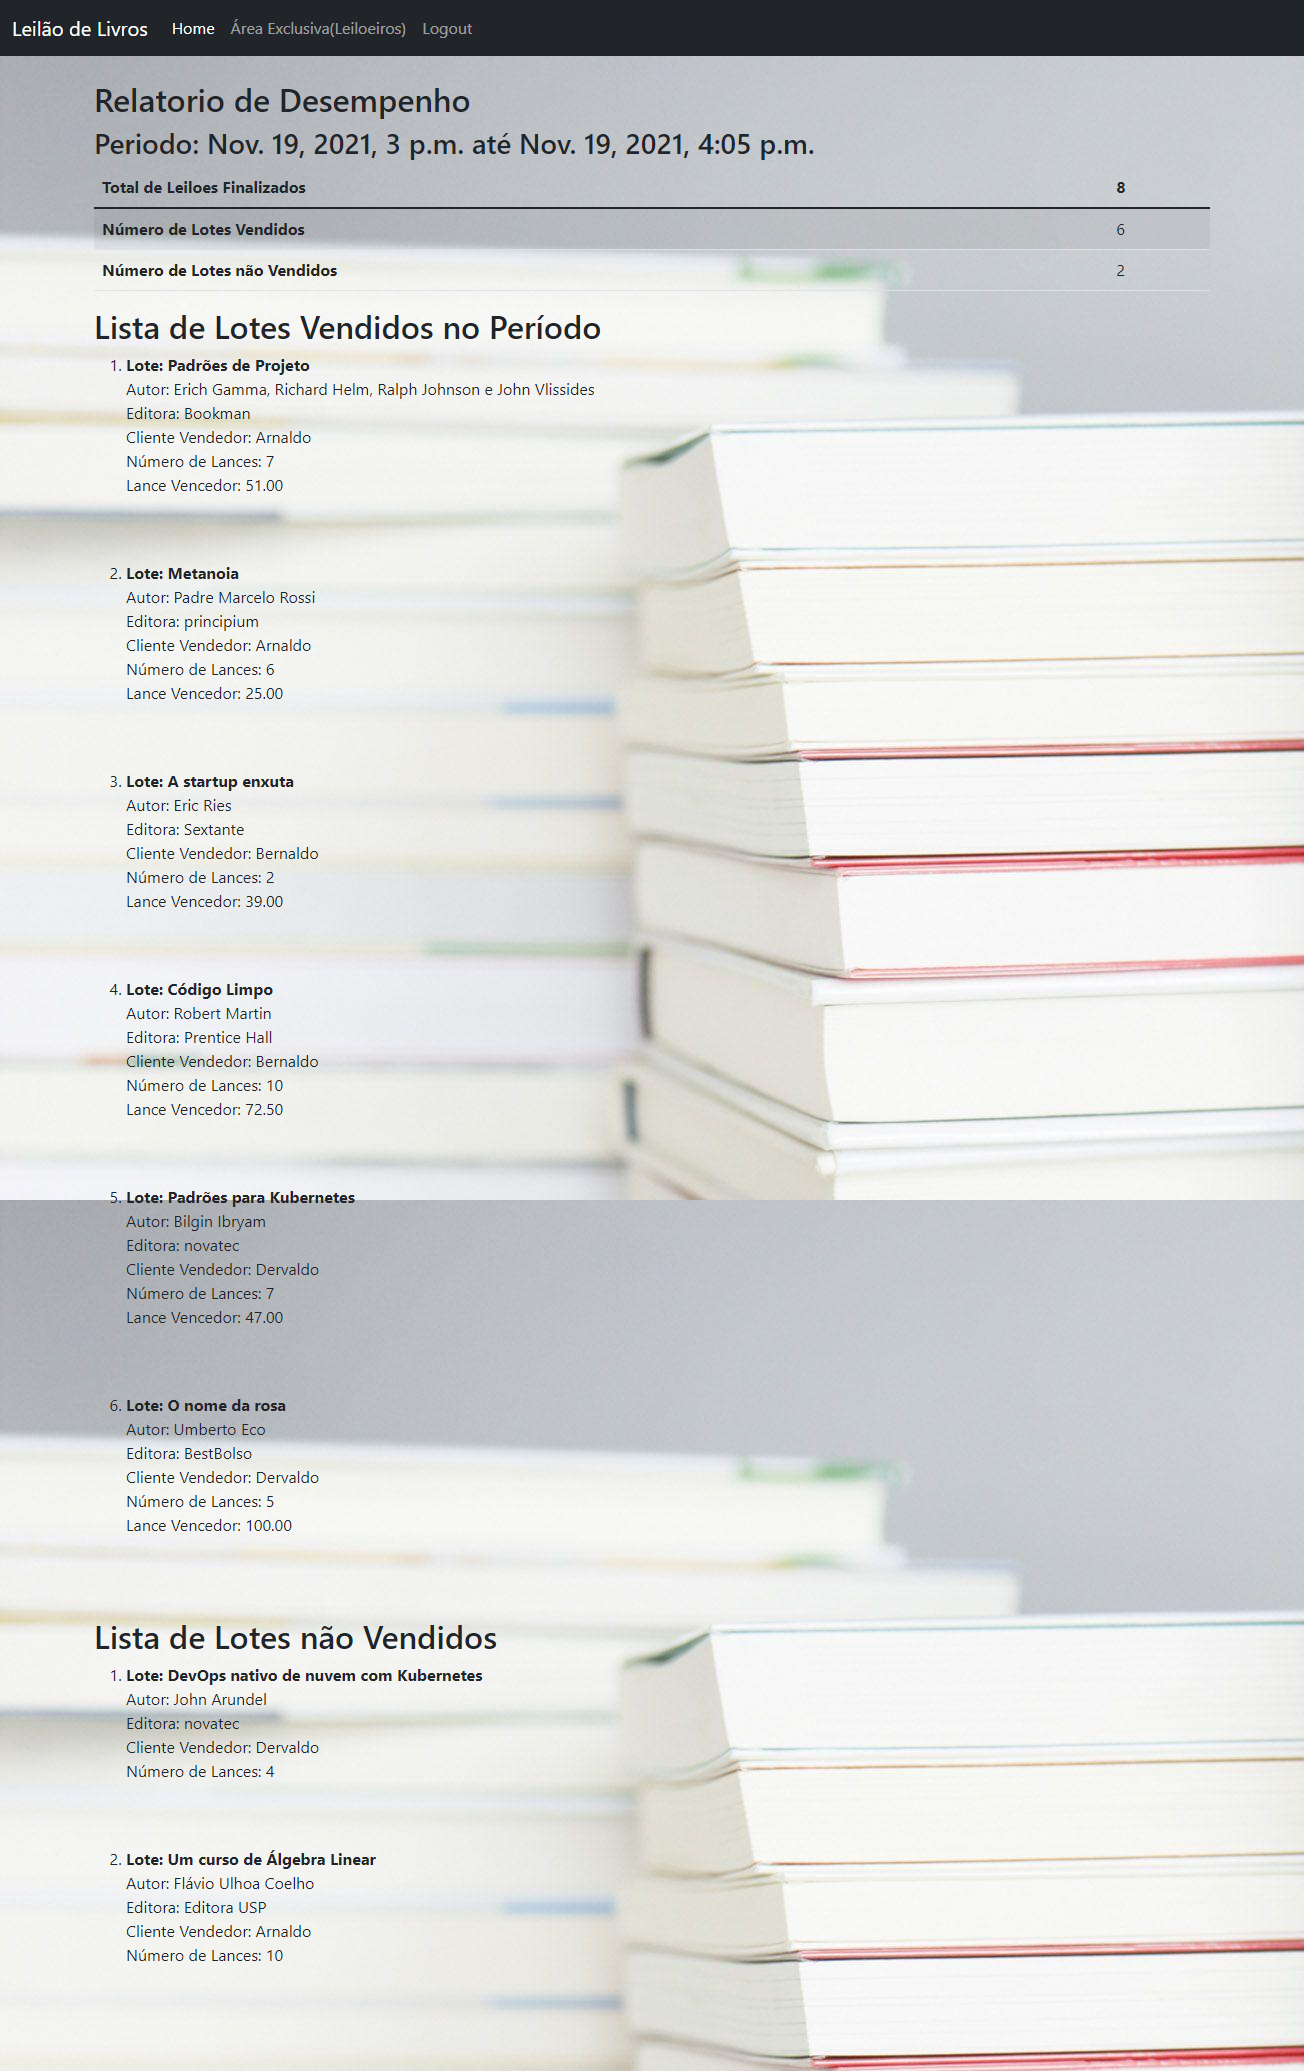 Leilão de Livros Home Área Exclusiva(Leiloeiros) Logout
Relatorio de Desempenho
Periodo: Nov. 19, 2021, 3 p.m. até Nov. 19, 2021, 4:05 p.m.
Total de Leiloes Finalizados 8
Número de Lotes Vendidos 6
Número de Lotes não Vendidos 2
Lista de Lotes Vendidos no Período
1. Lote: Padrões de Projeto
Autor: Erich Gamma, Richard Helm, Ralph Johnson e John Vlissides
Editora: Bookman
Cliente Vendedor: Arnaldo
Número de Lances: 7
Lance Vencedor: 51.00
2. Lote: Metanoia
Autor: Padre Marcelo Rossi
Editora: principium
Cliente Vendedor: Arnaldo
Número de Lances: 6
Lance Vencedor: 25.00
3. Lote: A startup enxuta
Autor: Eric Ries
Editora: Sextante
Cliente Vendedor: Bernaldo
Número de Lances: 2
Lance Vencedor: 39.00
4. Lote: Código Limpo
Autor: Robert Martin
Editora: Prentice Hall
Cliente Vendedor: Bernaldo
Número de Lances: 10
Lance Vencedor: 72.50
5. Lote: Padrões para Kubernetes
Autor: Bilgin Ibryam
Editora: novatec
Cliente Vendedor: Dervaldo
Número de Lances: 7
Lance Vencedor: 47.00
6. Lote: O nome da rosa
Autor: Umberto Eco
Editora: BestBolso
Cliente Vendedor: Dervaldo
Número de Lances: 5
Lance Vencedor: 100.00
Lista de Lotes não Vendidos
1. Lote: DevOps nativo de nuvem com Kubernetes
Autor: John Arundel
Editora: novatec
Cliente Vendedor: Dervaldo
Número de Lances: 4
2. Lote: Um curso de Álgebra Linear
Autor: Flávio Ulhoa Coelho
Editora: Editora USP
Cliente Vendedor: Arnaldo
Número de Lances: 10